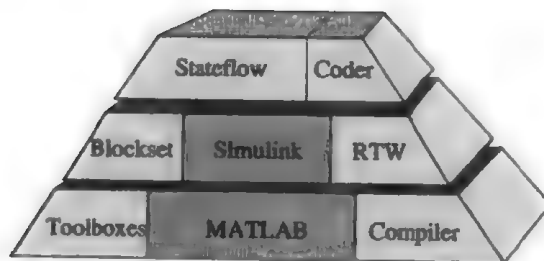 Stateflow Coder
Blockset Simulink RTW
Toolboxes MATLAB Compiler